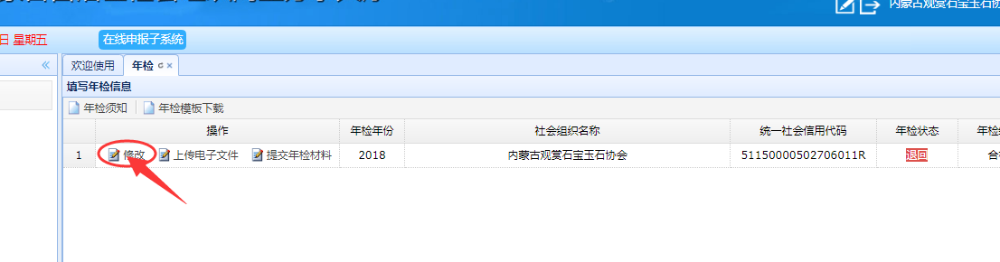 内蒙古观赏石宝玉石协
日 星期五
在线申报子系统
欢迎使用
年检
填写年检信息
年检须知
年检模板下载
操作 年检年份 社会组织名称 统一社会信用代码 年检状态
1 修改 上传电子文件 提交年检材料 2018 内蒙古观赏石宝玉石协会 51150000502706011R 退回 合